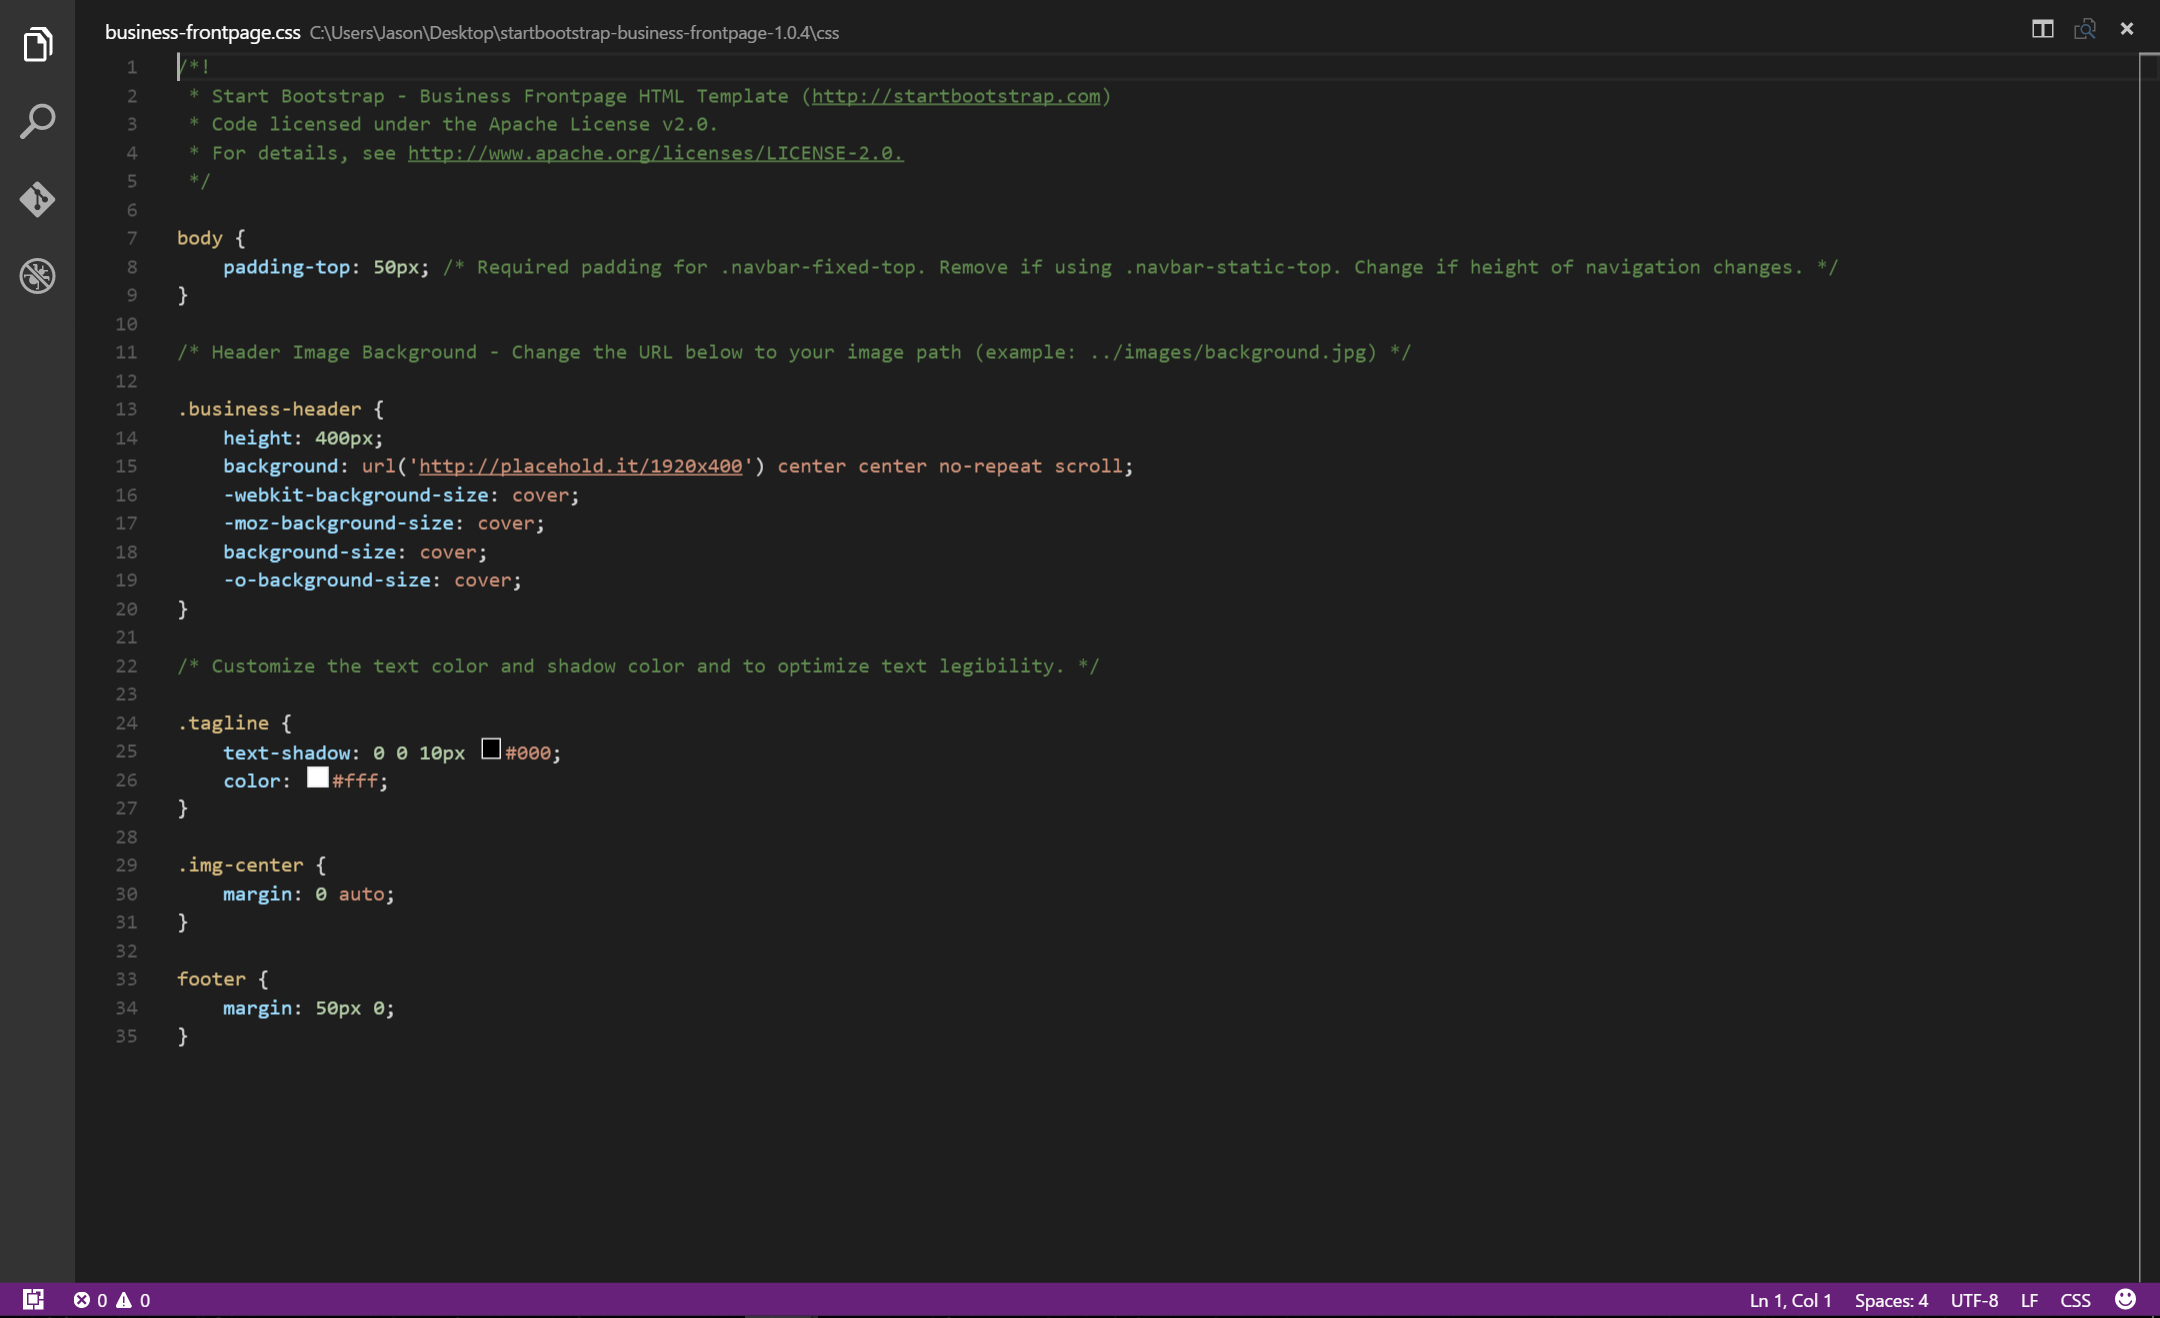 business-frontpage.css C:\Users\Jason\Desktop\startbootstrap-business-frontpage-1.0.4\css
1 /*!
2  * Start Bootstrap - Business Frontpage HTML Template (http://startbootstrap.com)
3  * Code licensed under the Apache License v2.0.
4  * For details, see http://www.apache.org/licenses/LICENSE-2.0.
5  */
6
7 body {
8     padding-top: 50px; /* Required padding for .navbar-fixed-top. Remove if using .navbar-static-top. Change if height of navigation changes. */
9 }
10
11 /* Header Image Background - Change the URL below to your image path (example: ../images/background.jpg) */
12
13 .business-header {
14     height: 400px;
15     background: url('http://placehold.it/1920x400') center center no-repeat scroll;
16     -webkit-background-size: cover;
17     -moz-background-size: cover;
18     background-size: cover;
19     -o-background-size: cover;
20 }
21
22 /* Customize the text color and shadow color and to optimize text legibility. */
23
24 .tagline {
25     text-shadow: 0 0 10px #000;
26     color: #fff;
27 }
28
29 .img-center {
30     margin: 0 auto;
31 }
32
33 footer {
34     margin: 50px 0;
35 }
0 0 Ln 1, Col 1 Spaces: 4 UTF-8 LF CSS